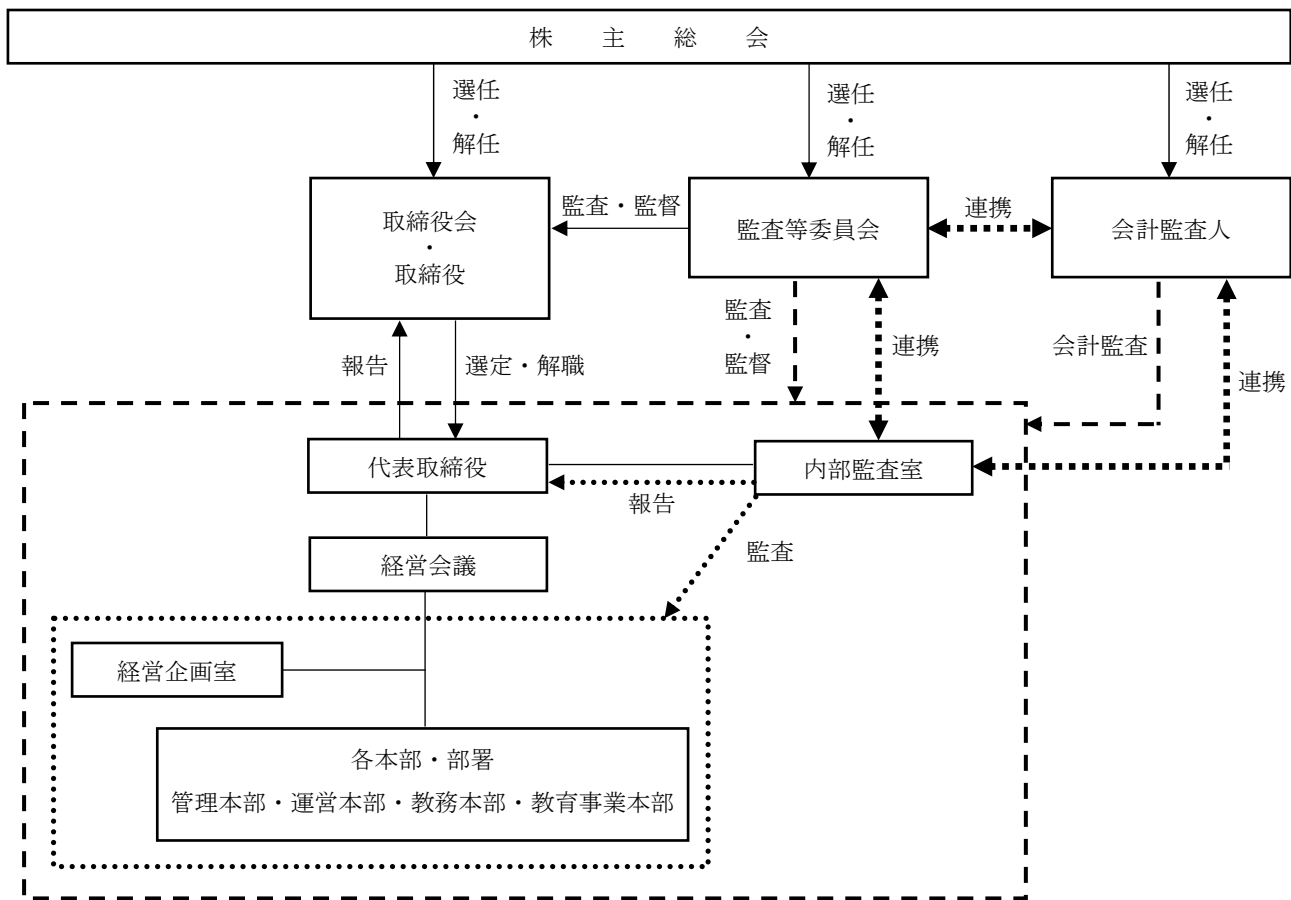 株 主 総 会
選任
・
解任
選任
・
解任
選任
・
解任
取締役会
・
取締役
監査・監督
監査等委員会
連携
会計監査人
報告
選定・解職
監査
・
監督
連携
会計監査
連携
代表取締役
報告
内部監査室
経営会議
監査
経営企画室
各本部・部署
管理本部・運営本部・教務本部・教育事業本部